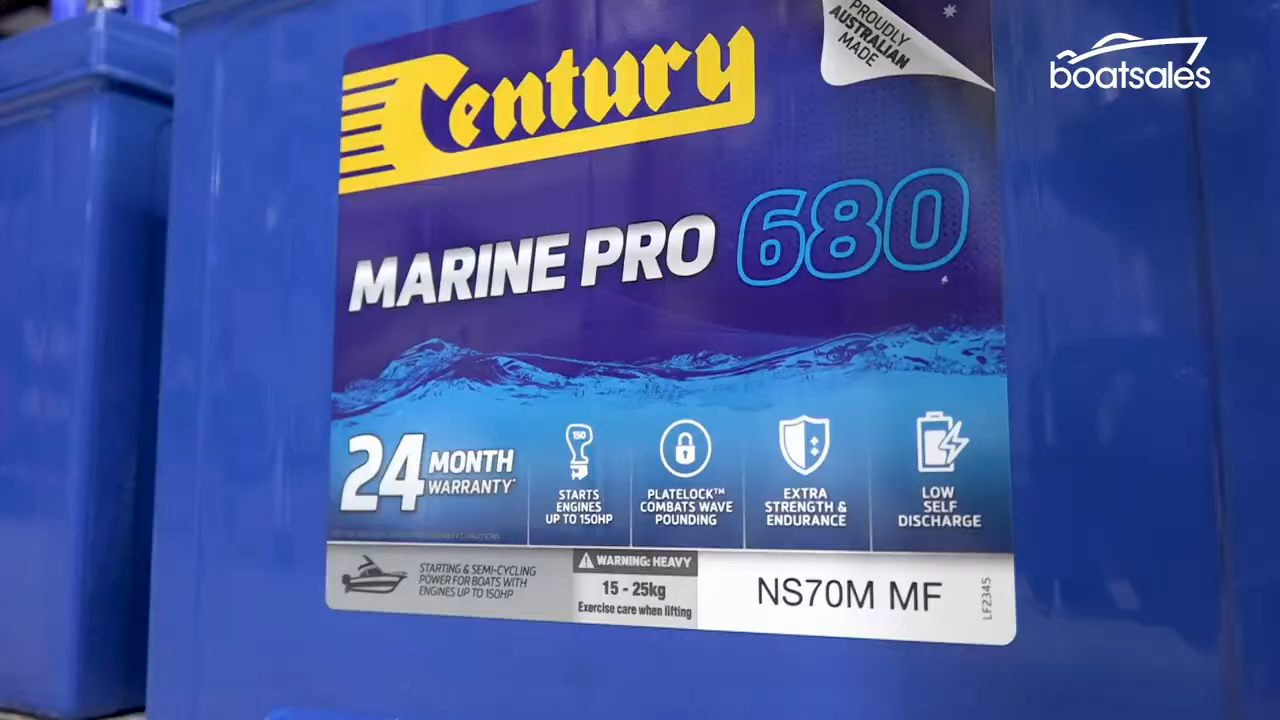 PROUDLY
AUSTRALIAN
MADE
boatsales
Century
MARINE PRO 680
24 MONTH
WARRANTY*
150
STARTS
ENGINES
UP TO 150HP
PLATELOCK™
COMBATS WAVE
POUNDING
EXTRA
STRENGTH &
ENDURANCE
LOW
SELF
DISCHARGE
STARTING & SEMI-CYCLING
POWER FOR BOATS WITH
ENGINES UP TO 150HP
WARNING: HEAVY
15 - 25kg
Exercise care when lifting
NS70M MF
LF2345